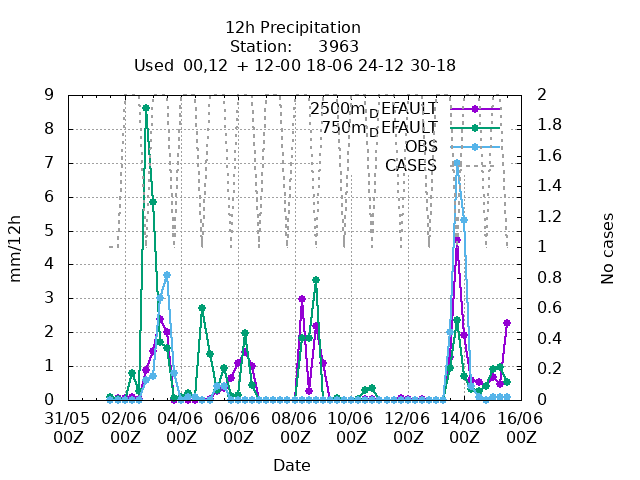 12h Precipitation
Station: 3963
Used 00,12 + 12-00 18-06 24-12 30-18
9 2
8 1.8
7 1.6
6 1.4
5 1.2
4 1
3 0.8
2 0.6
1 0.4
0 0.2
0
mm/12h
No cases
2500m_DEFAULT
750m_DEFAULT
OBS
CASES
31/05 02/06 04/06 06/06 08/06 10/06 12/06 14/06 16/06
00Z 00Z 00Z 00Z 00Z 00Z 00Z 00Z 00Z
Date